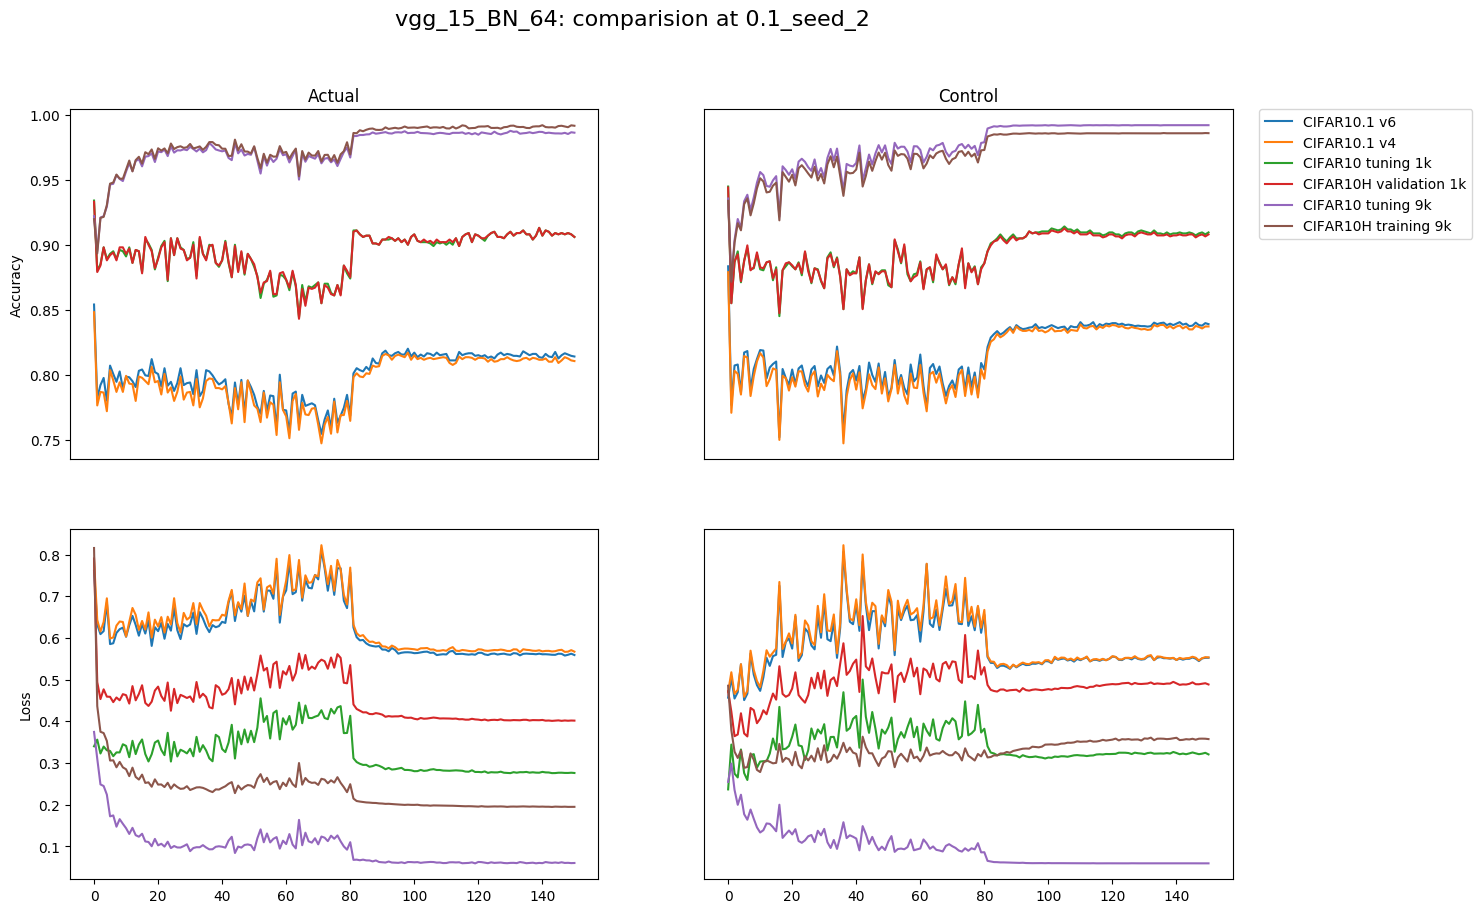 vgg_15_BN_64: comparision at 0.1_seed_2
Actual
Control
1.00
0.95
0.90
0.85
0.80
0.75
Accuracy
CIFAR10.1 v6
CIFAR10.1 v4
CIFAR10 tuning 1k
CIFAR10H validation 1k
CIFAR10 tuning 9k
CIFAR10H training 9k
0.8
0.7
0.6
0.5
0.4
0.3
0.2
0.1
Loss
0 20 40 60 80 100 120 140
0 20 40 60 80 100 120 140